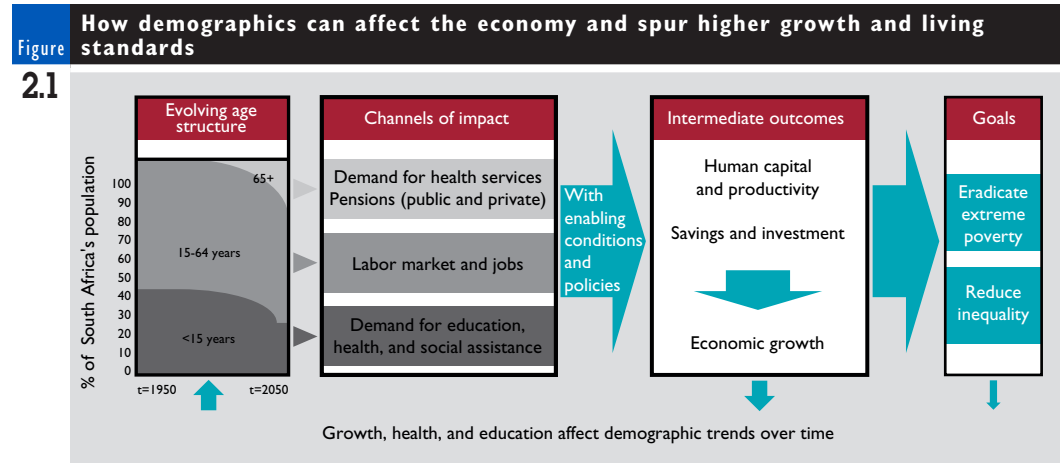 Figure
2.1
How demographics can affect the economy and spur higher growth and living
standards
% of South Africa's population
100
90
80
70
60
50
40
30
20
10
0
Evolving age
structure
65+
15-64 years
<15 years
t=1950
t=2050
Channels of impact
Demand for health services
Pensions (public and private)
Labor market and jobs
Demand for education,
health, and social assistance
With
enabling
conditions
and
policies
Intermediate outcomes
Human capital
and productivity
Savings and investment
Economic growth
Goals
Eradicate
extreme
poverty
Reduce
inequality
Growth, health, and education affect demographic trends over time